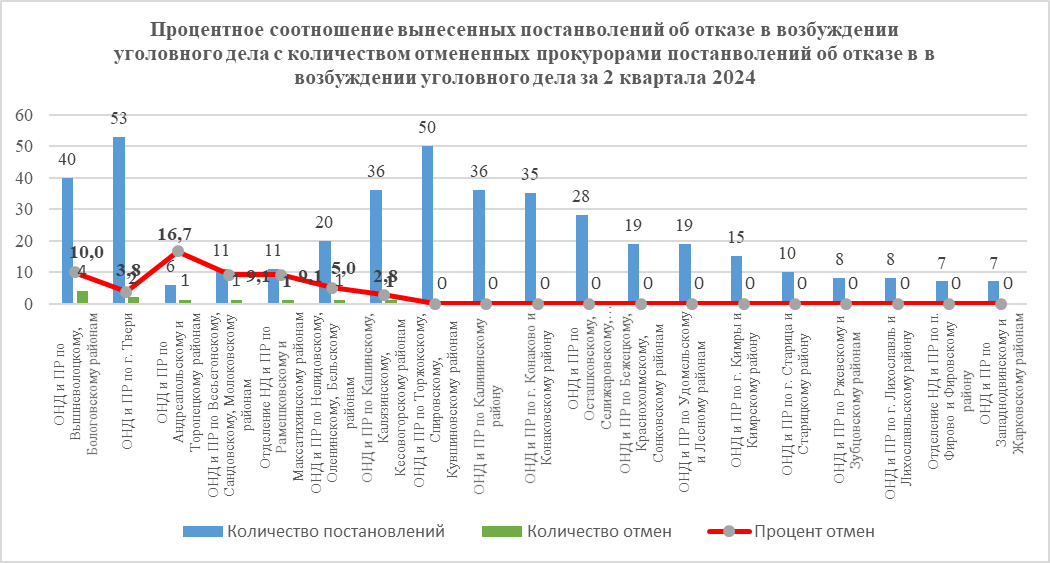 Процентное соотношение вынесенных постанволений об отказе в возбуждении
уголовного дела с количеством отмененных прокурорами постанволений об отказе в в
возбуждении уголовного дела за 2 квартала 2024
60
50
40
30
20
10
0
40
53
6
11
11
20
36
50
36
35
28
19
19
15
10
8
8
7
7
4
2
1
1
1
1
1
0
0
0
0
0
0
0
0
0
0
0
0
10,0
3,8
16,7
9,1
9,1
5,0
2,8
ОНД и ПР по
Вышневолоцкому,
Бологовскому районам
ОНД и ПР по г. Твери
ОНД и ПР по
Андреапольскому и
Торопецкому районам
ОНД и ПР по Весьегонскому,
Сандовскому, Молоковскому
районам
Отделение НД и ПР по
Рамешковскому и
Максатихинскому районам
ОНД и ПР по Нелидовскому,
Оленинскому, Бельскому
районам
ОНД и ПР по Кашинскому,
Калязинскому,
Кесовогорскому районам
ОНД и ПР по Торжокскому,
Спировскому,
Кувшиновскому районам
ОНД и ПР по Калининскому
району
ОНД и ПР по г. Конаково и
Конаковскому району
ОНД и ПР по
Осташковскому,
Селижаровскому,…
ОНД и ПР по Бежецкому,
Краснохолмскому,
Сонковскому районам
ОНД и ПР по Удомельскому
и Лесному районам
ОНД и ПР по г. Кимры и
Кимрскому району
ОНД и ПР по г. Старица и
Старицкому району
ОНД и ПР по Ржевскому и
Зубцовскому районам
ОНД и ПР по г. Лихославль и
Лихославльскому району
Отделение НД и ПР по п.
Фирово и Фировскому
району
ОНД и ПР по
Западнодвинскому и
Жарковскому районам
Количество постановлений
Количество отмен
Процент отмен